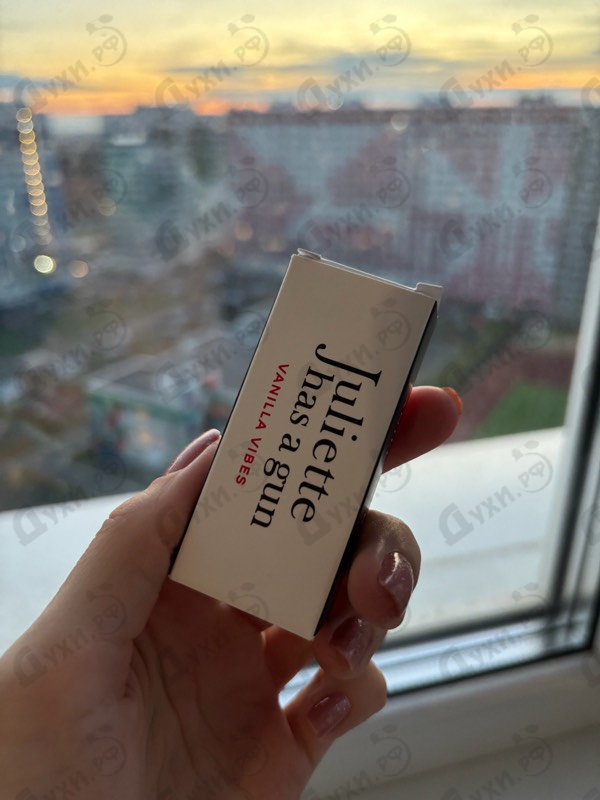 Juliette
has a gun
VANILLA VIBES
Духи.рф